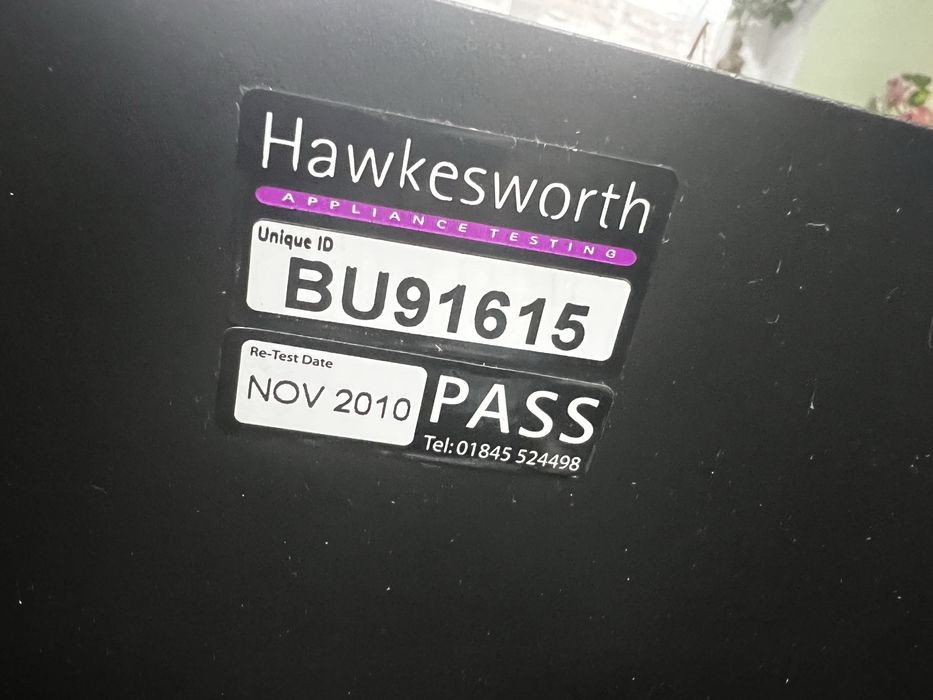 Hawkesworth
APPLIANCE TESTING
Unique ID
BU91615
Re-Test Date
NOV 2010
PASS
Tel: 01845 524498